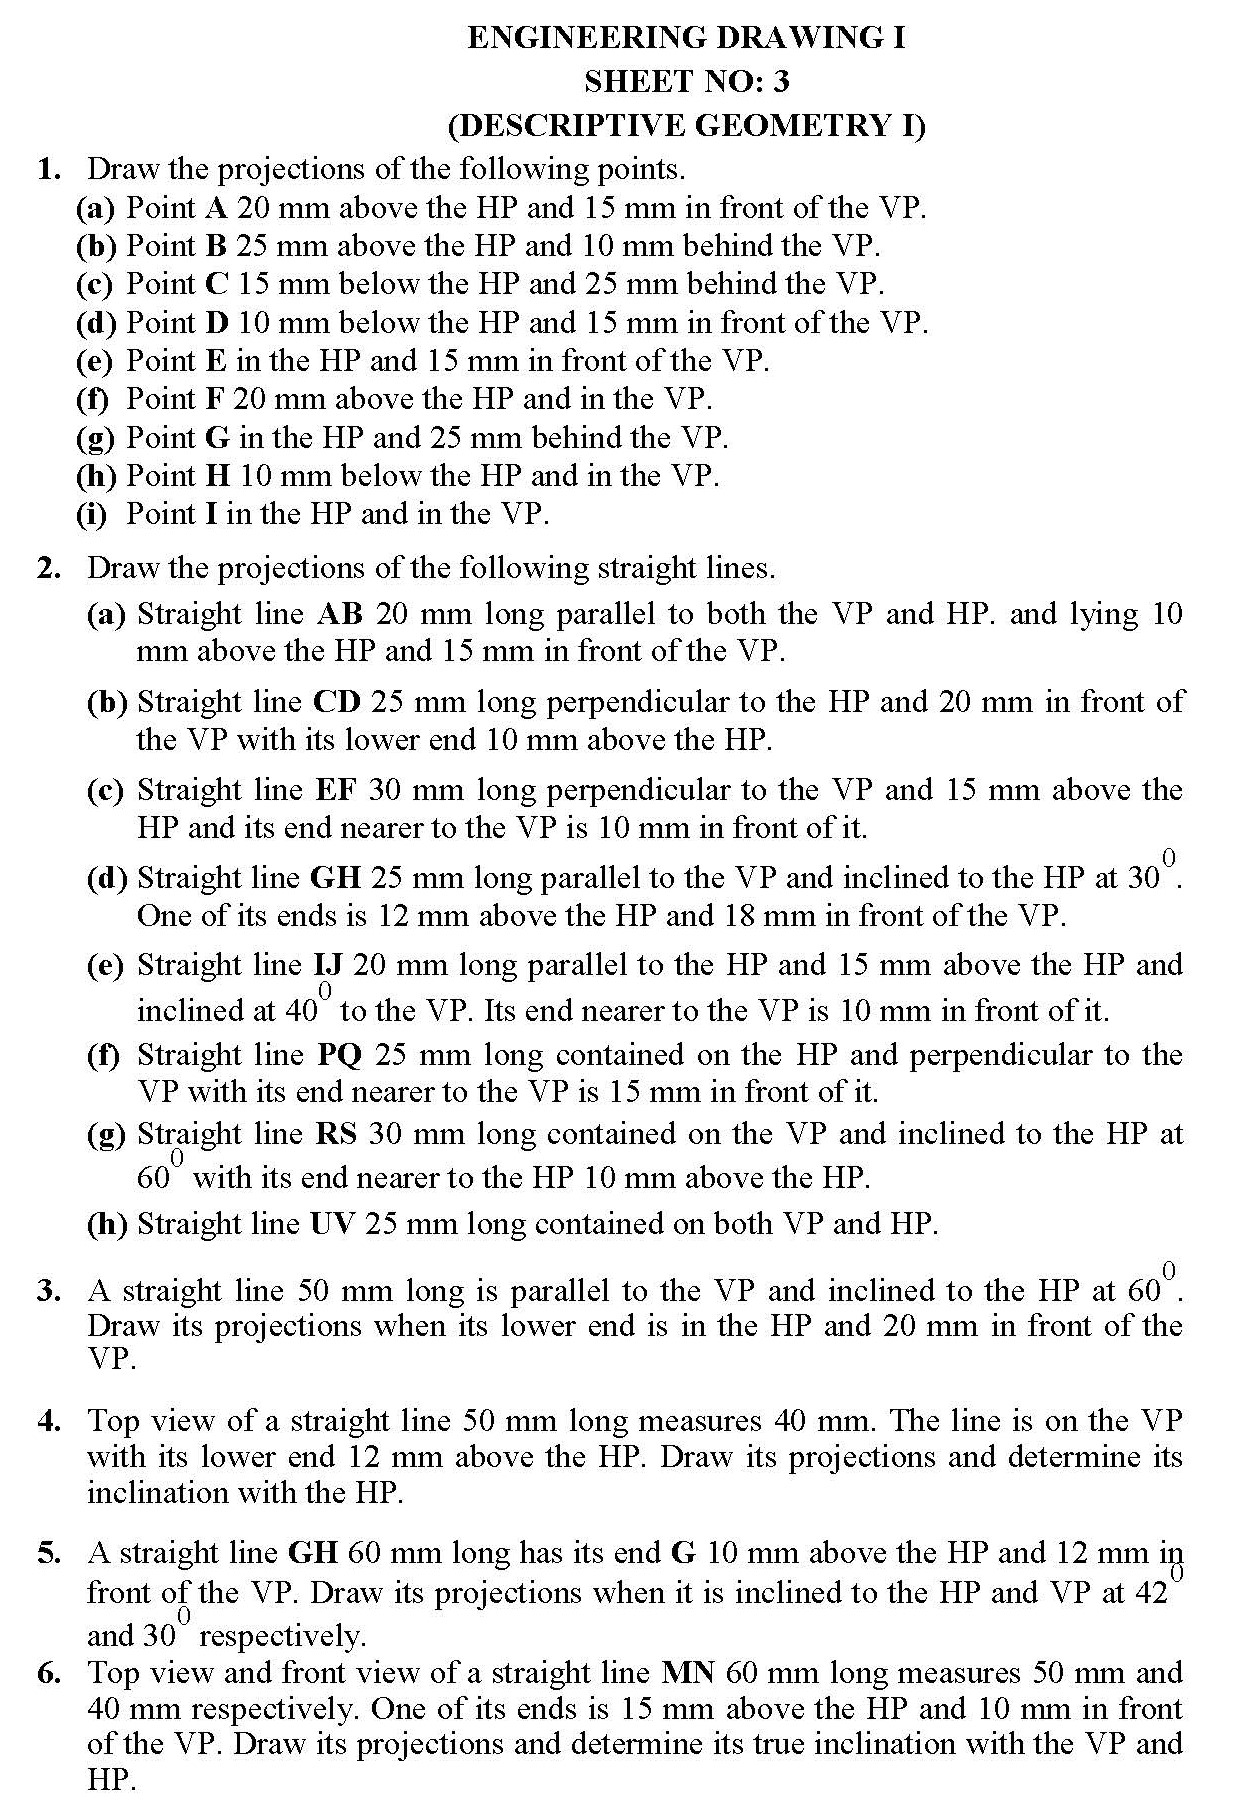 ENGINEERING DRAWING I
SHEET NO: 3
(DESCRIPTIVE GEOMETRY I)
1. Draw the projections of the following points.
(a) Point A 20 mm above the HP and 15 mm in front of the VP.
(b) Point B 25 mm above the HP and 10 mm behind the VP.
(c) Point C 15 mm below the HP and 25 mm behind the VP.
(d) Point D 10 mm below the HP and 15 mm in front of the VP.
(e) Point E in the HP and 15 mm in front of the VP.
(f) Point F 20 mm above the HP and in the VP.
(g) Point G in the HP and 25 mm behind the VP.
(h) Point H 10 mm below the HP and in the VP.
(i) Point I in the HP and in the VP.
2. Draw the projections of the following straight lines.
(a) Straight line AB 20 mm long parallel to both the VP and HP. and lying 10
mm above the HP and 15 mm in front of the VP.
(b) Straight line CD 25 mm long perpendicular to the HP and 20 mm in front of
the VP with its lower end 10 mm above the HP.
(c) Straight line EF 30 mm long perpendicular to the VP and 15 mm above the
HP and its end nearer to the VP is 10 mm in front of it.
(d) Straight line GH 25 mm long parallel to the VP and inclined to the HP at 30⁰.
One of its ends is 12 mm above the HP and 18 mm in front of the VP.
(e) Straight line IJ 20 mm long parallel to the HP and 15 mm above the HP and
inclined at 40⁰ to the VP. Its end nearer to the VP is 10 mm in front of it.
(f) Straight line PQ 25 mm long contained on the HP and perpendicular to the
VP with its end nearer to the VP is 15 mm in front of it.
(g) Straight line RS 30 mm long contained on the VP and inclined to the HP at
60⁰ with its end nearer to the HP 10 mm above the HP.
(h) Straight line UV 25 mm long contained on both VP and HP.
3. A straight line 50 mm long is parallel to the VP and inclined to the HP at 60⁰.
Draw its projections when its lower end is in the HP and 20 mm in front of the
VP.
4. Top view of a straight line 50 mm long measures 40 mm. The line is on the VP
with its lower end 12 mm above the HP. Draw its projections and determine its
inclination with the HP.
5. A straight line GH 60 mm long has its end G 10 mm above the HP and 12 mm in
front of the VP. Draw its projections when it is inclined to the HP and VP at 42⁰
and 30⁰ respectively.
6. Top view and front view of a straight line MN 60 mm long measures 50 mm and
40 mm respectively. One of its ends is 15 mm above the HP and 10 mm in front
of the VP. Draw its projections and determine its true inclination with the VP and
HP.